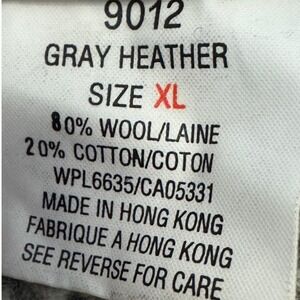 9012
GRAY HEATHER
SIZE XL
80% WOOL/LAINE
20% COTTON/COTON
WPL6635/CA05331
MADE IN HONG KONG
FABRIQUE A HONG KONG
SEE REVERSE FOR CARE